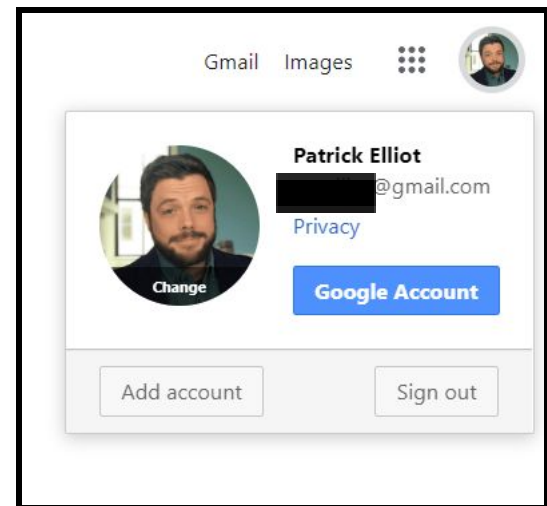 Gmail Images
Patrick Elliot
@gmail.com
Privacy
Change
Google Account
Add account
Sign out